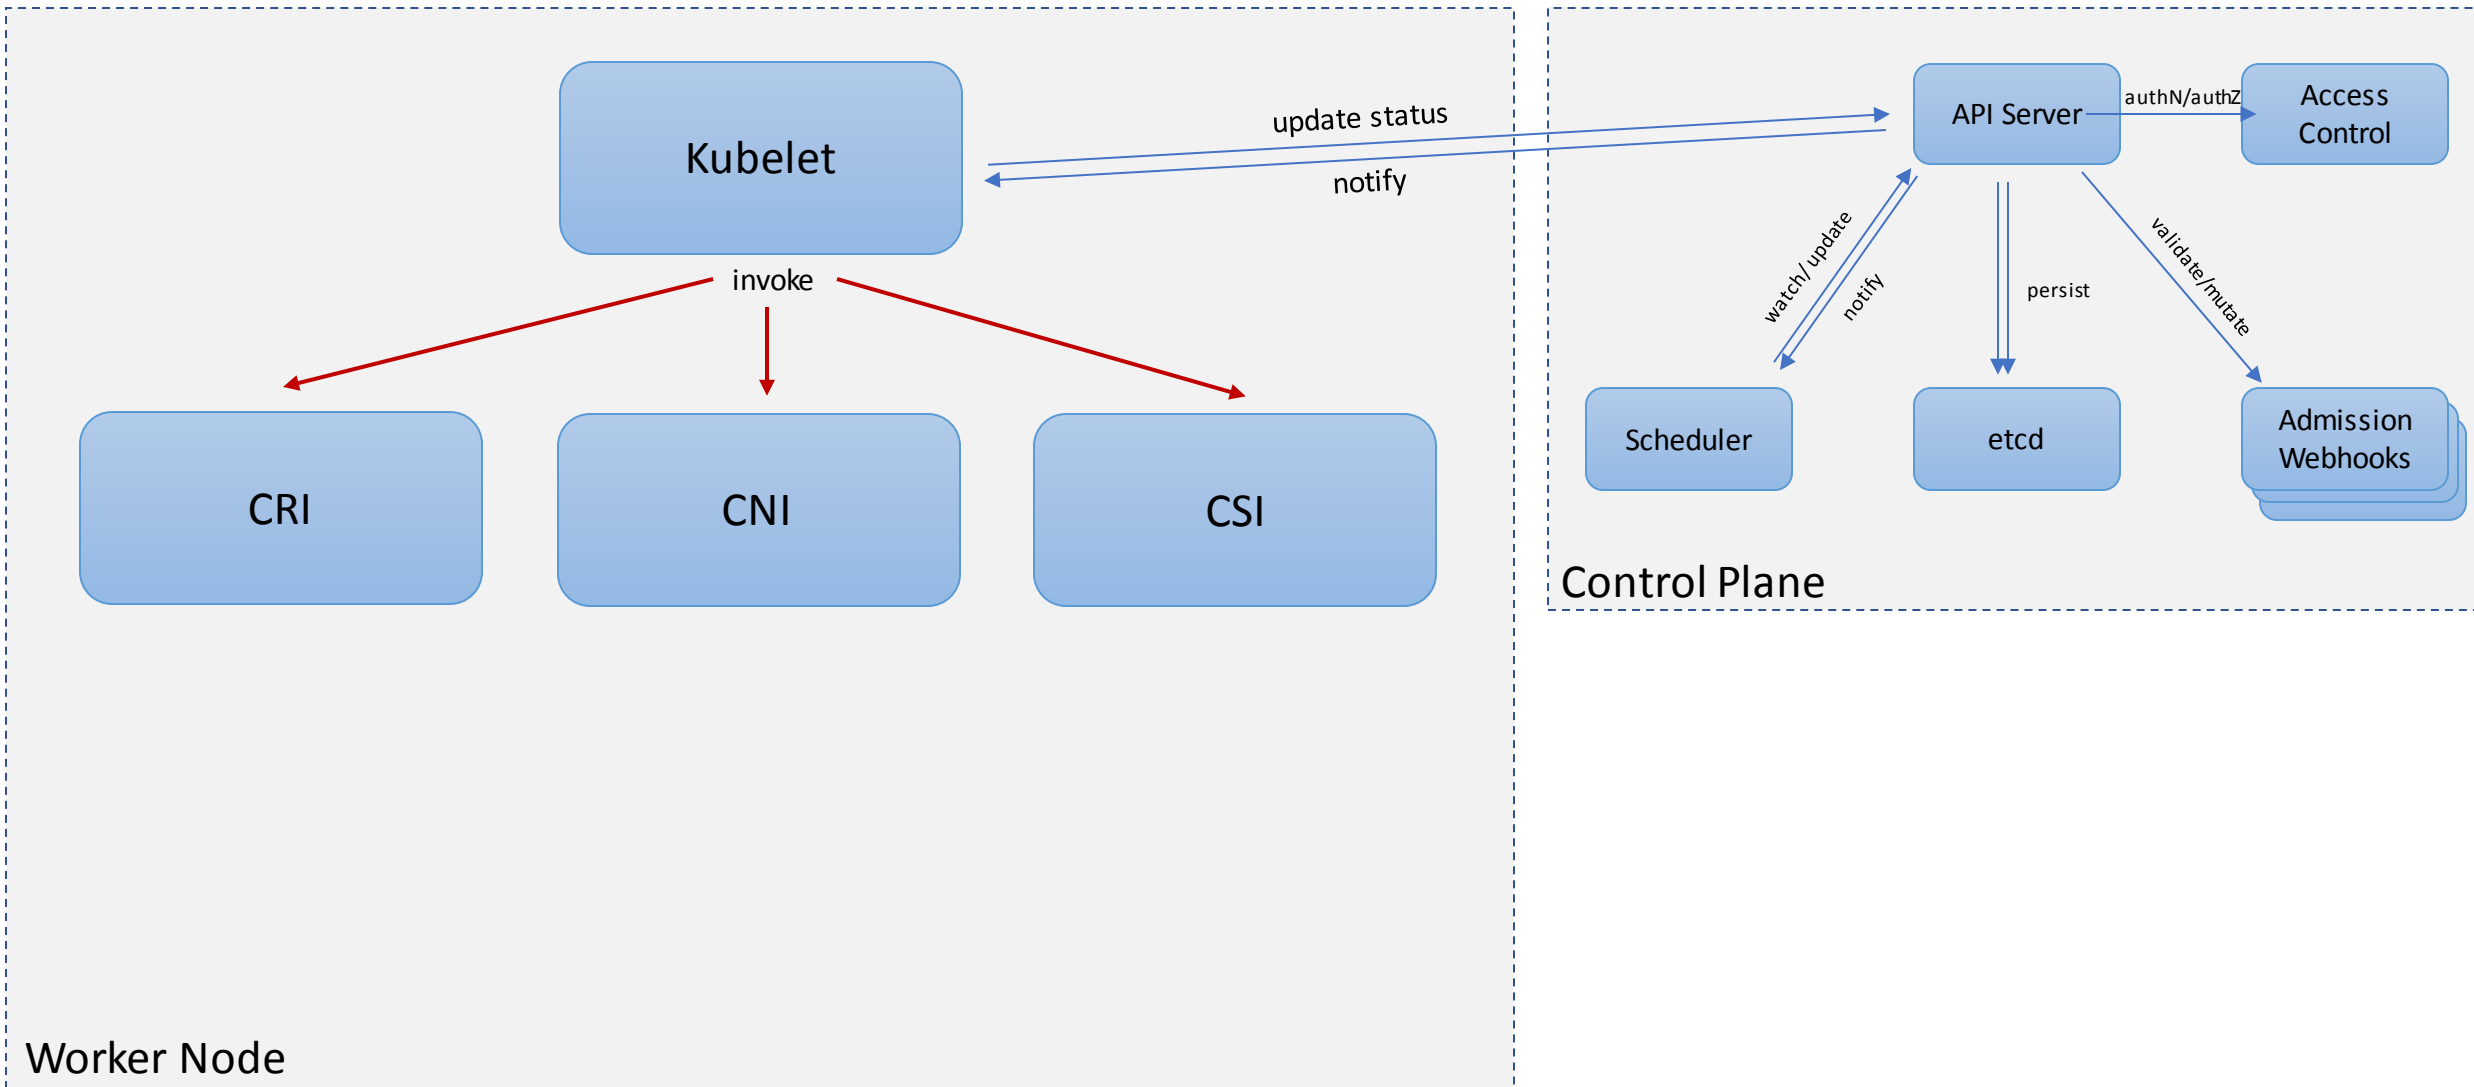 Kubelet
invoke
CRI
CNI
CSI
Worker Node
update status
notify
API Server
authN/authZ
Access
Control
watch/update
notify
persist
validate/mutate
Scheduler
etcd
Admission
Webhooks
Control Plane